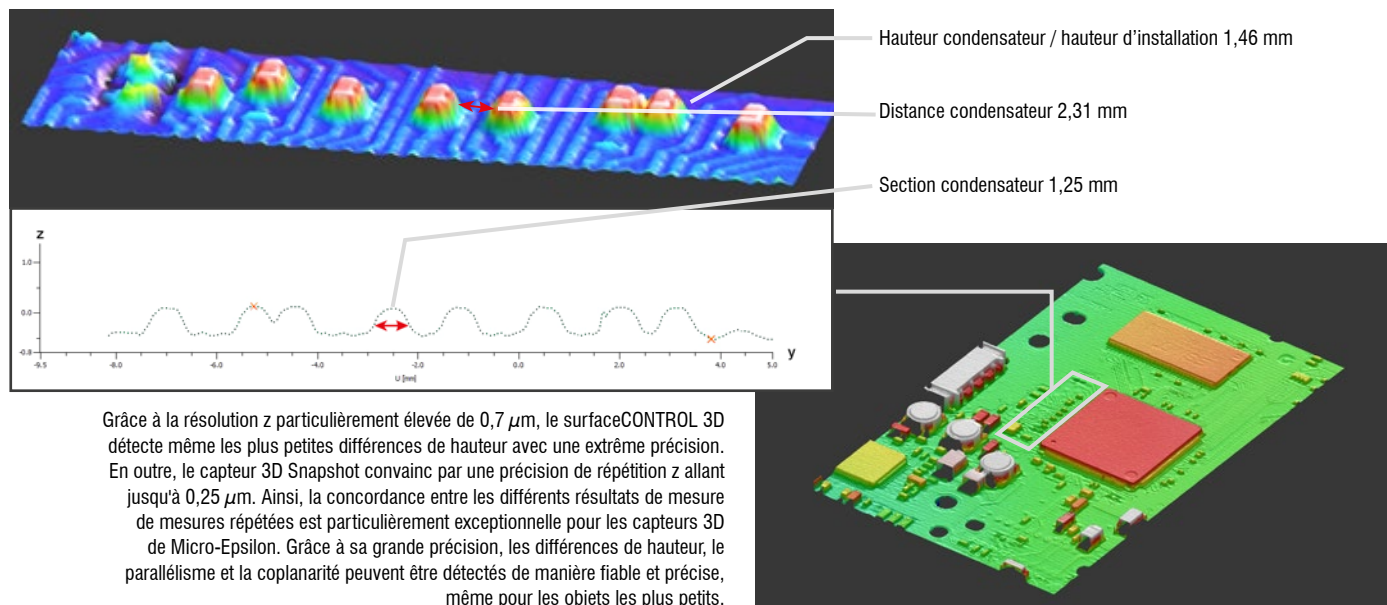 Hauteur condensateur / hauteur d'installation 1,46 mm
Distance condensateur 2,31 mm
Section condensateur 1,25 mm
z
1.0
0.0
-0.8
-9.5 -8.0 -6.0 -4.0 -2.0 0.0 2.0 4.0 5.0
y
U [mm]
Grâce à la résolution z particulièrement élevée de 0,7 μm, le surfaceCONTROL 3D
détecte même les plus petites différences de hauteur avec une extrême précision.
En outre, le capteur 3D Snapshot convainc par une précision de répétition z allant
jusqu'à 0,25 μm. Ainsi, la concordance entre les différents résultats de mesure
de mesures répétées est particulièrement exceptionnelle pour les capteurs 3D
de Micro-Epsilon. Grâce à sa grande précision, les différences de hauteur, le
parallélisme et la coplanarité peuvent être détectés de manière fiable et précise,
même pour les objets les plus petits.